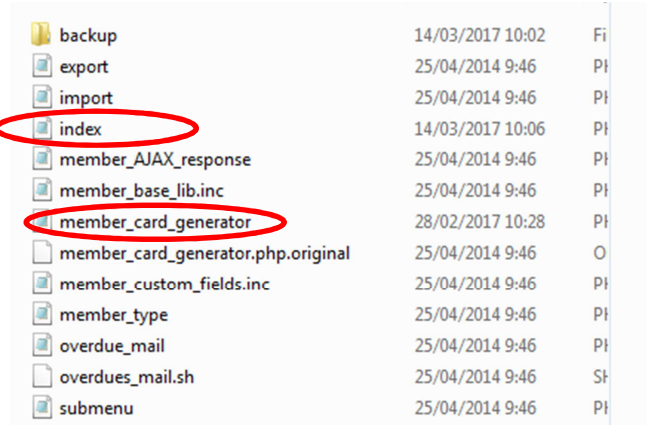 backup 14/03/2017 10:02 Fi
export 25/04/2014 9:46 PH
import 25/04/2014 9:46 PH
index 14/03/2017 10:06 PH
member_AJAX_response 25/04/2014 9:46 PH
member_base_lib.inc 25/04/2014 9:46 PH
member_card_generator 28/02/2017 10:28 PH
member_card_generator.php.original 25/04/2014 9:46 O
member_custom_fields.inc 25/04/2014 9:46 PH
member_type 25/04/2014 9:46 PH
overdue_mail 25/04/2014 9:46 PH
overdues_mail.sh 25/04/2014 9:46 SH
submenu 25/04/2014 9:46 PH